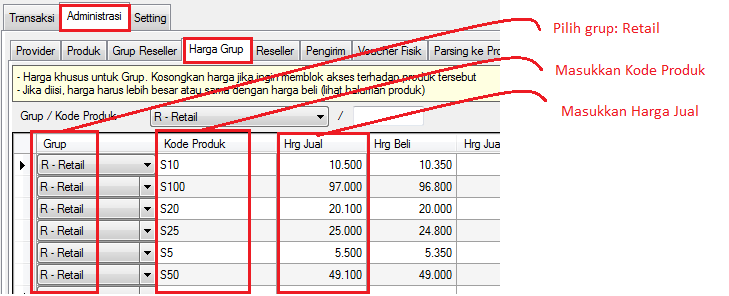 Transaksi Administrasi Setting
Provider Produk Grup Reseller Harga Grup Reseller Pengirim Voucher Fisik Parsing ke Pro
- Harga khusus untuk Grup. Kosongkan harga jika ingin memblok akses terhadap produk tersebut
- Jika diisi, harga harus lebih besar atau sama dengan harga beli (lihat halaman produk)
Grup / Kode Produk R - Retail /
Grup Kode Produk Hrg Jual Hrg Beli Hrg Jua
R - Retail S10 10.500 10.350
R - Retail S100 97.000 96.800
R - Retail S20 20.100 20.000
R - Retail S25 25.000 24.800
R - Retail S5 5.500 5.350
R - Retail S50 49.100 49.000
Pilih grup: Retail
Masukkan Kode Produk
Masukkan Harga Jual